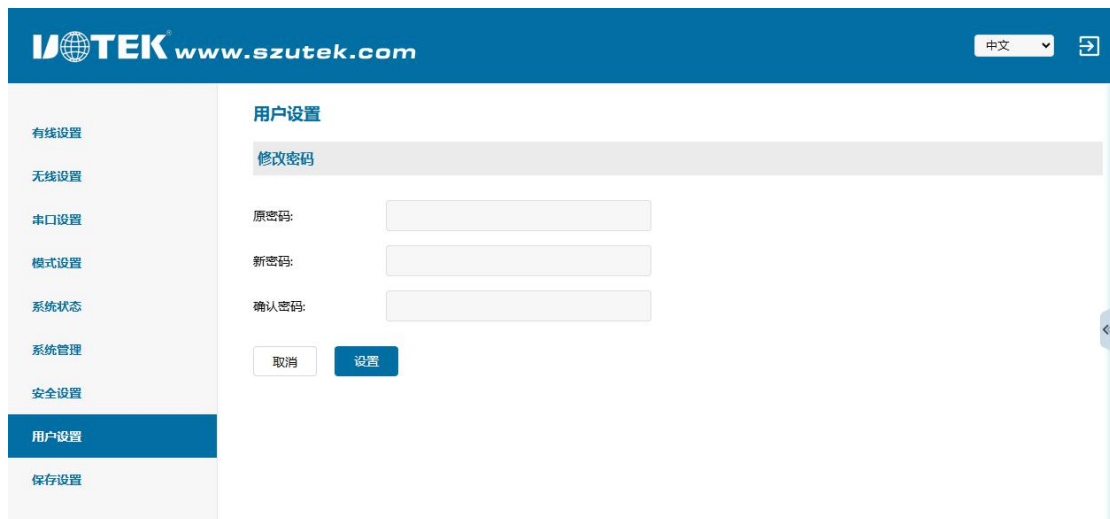 UTEK® www.szutek.com
中文
有线设置
无线设置
串口设置
模式设置
系统状态
系统管理
安全设置
用户设置
保存设置
用户设置
修改密码
原密码:
新密码:
确认密码:
取消
设置